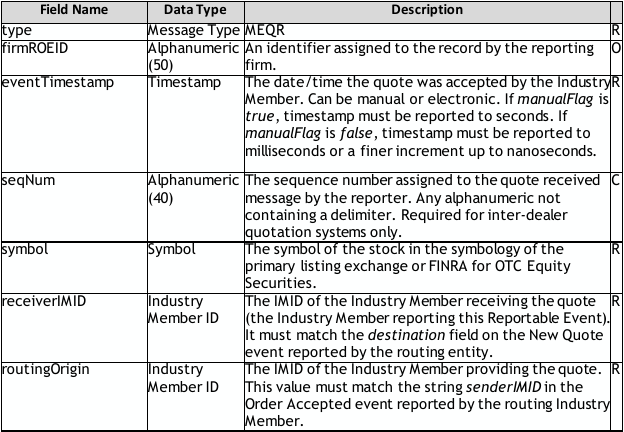 Field Name Data Type Description
type Message Type MEQR R
firmROEID Alphanumeric An identifier assigned to the record by the reporting O
(50) firm.
eventTimestamp Timestamp The date/time the quote was accepted by the Industry R
Member. Can be manual or electronic. If manualFlag is
true, timestamp must be reported to seconds. If
manualFlag is false, timestamp must be reported to
milliseconds or a finer increment up to nanoseconds.
seqNum Alphanumeric The sequence number assigned to the quote received C
(40) message by the reporter. Any alphanumeric not
containing a delimiter. Required for inter-dealer
quotation systems only.
symbol Symbol The symbol of the stock in the symbology of the R
primary listing exchange or FINRA for OTC Equity
Securities.
receiverIMID Industry The IMID of the Industry Member receiving the quote R
Member ID (the Industry Member reporting this Reportable Event).
It must match the destination field on the New Quote
event reported by the routing entity.
routingOrigin Industry The IMID of the Industry Member providing the quote. R
Member ID This value must match the string senderIMID in the
Order Accepted event reported by the routing Industry
Member.